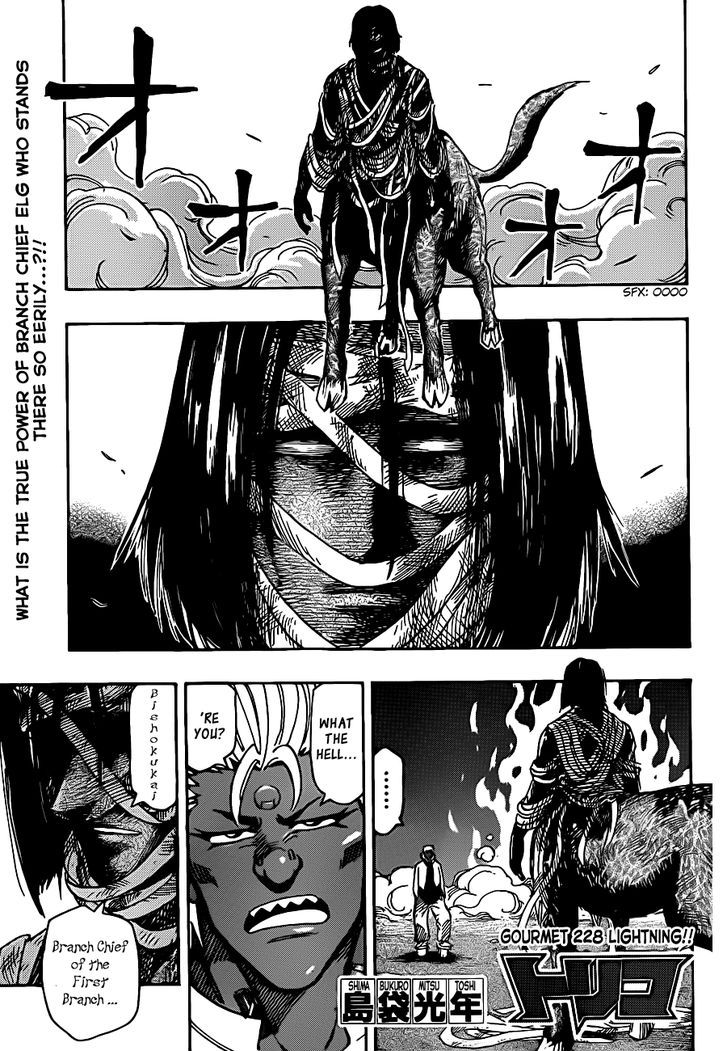 WHAT IS THE TRUE POWER OF BRANCH CHIEF ELG WHO STANDS
THERE SO EERILY...?!!
オ
オ
オ
オ
SFX: OOOO
......
WHAT
THE
HELL...
'RE
YOU?
Bishokukai
Branch Chief
of the
First
Branch ...
GOURMET 228 LIGHTNING!!
トリコ
SHIMA BUKURO MITSU TOSHI
島袋光年